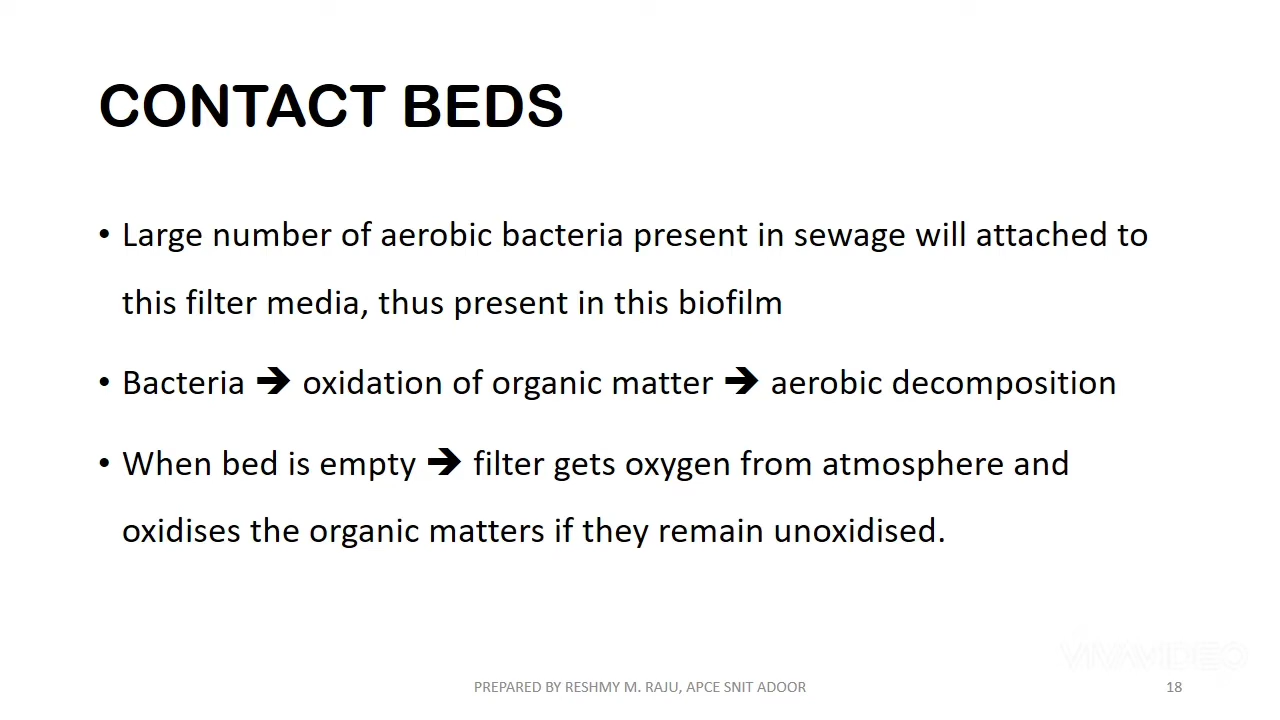 CONTACT BEDS
• Large number of aerobic bacteria present in sewage will attached to
this filter media, thus present in this biofilm
• Bacteria 🡺 oxidation of organic matter 🡺 aerobic decomposition
• When bed is empty 🡺 filter gets oxygen from atmosphere and
oxidises the organic matters if they remain unoxidised.
VIVAVIDEO
PREPARED BY RESHMY M. RAJU, APCE SNIT ADOOR
18